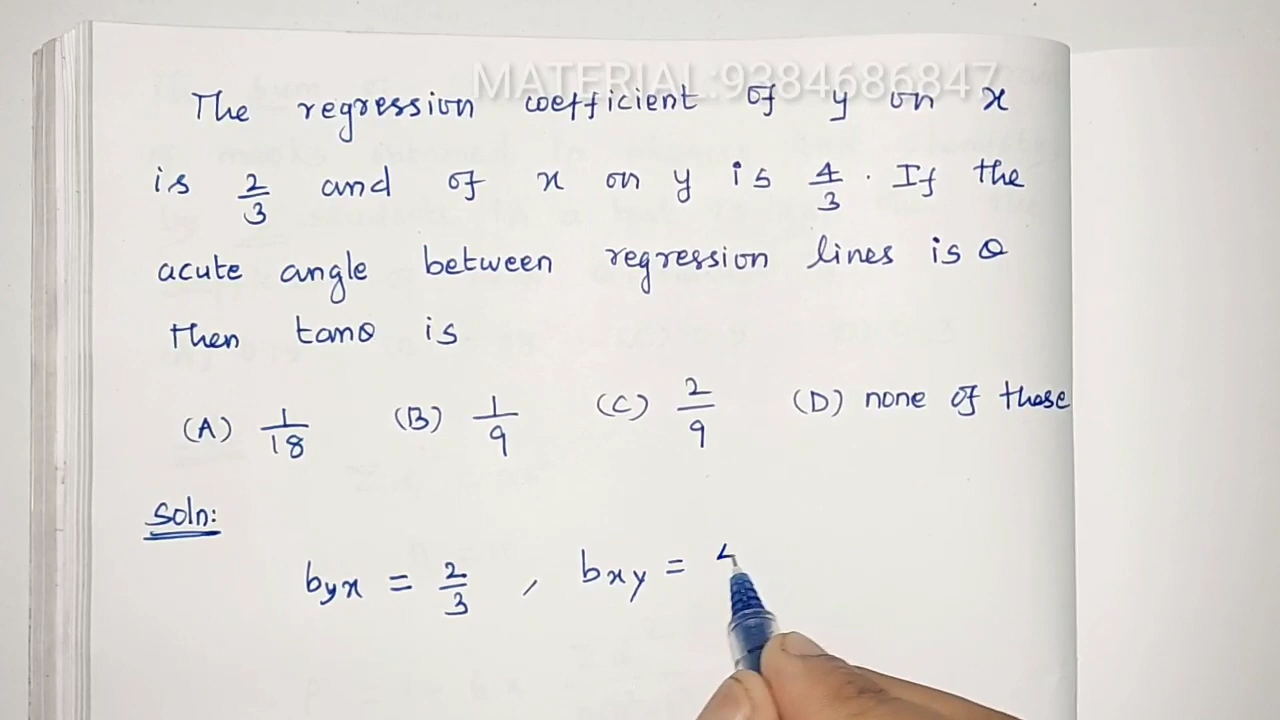 MATERIAL:9384686847
The regression coefficient of y on x
is 2/3 and of x on y is 4/3. If the
acute angle between regression lines is θ
then tanθ is
(A) 1/18 (B) 1/9 (C) 2/9 (D) none of these
Soln:
byx = 2/3 , bxy = 4